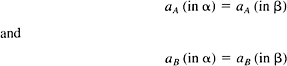 a_A (in α) = a_A (in β)
and
a_B (in α) = a_B (in β)